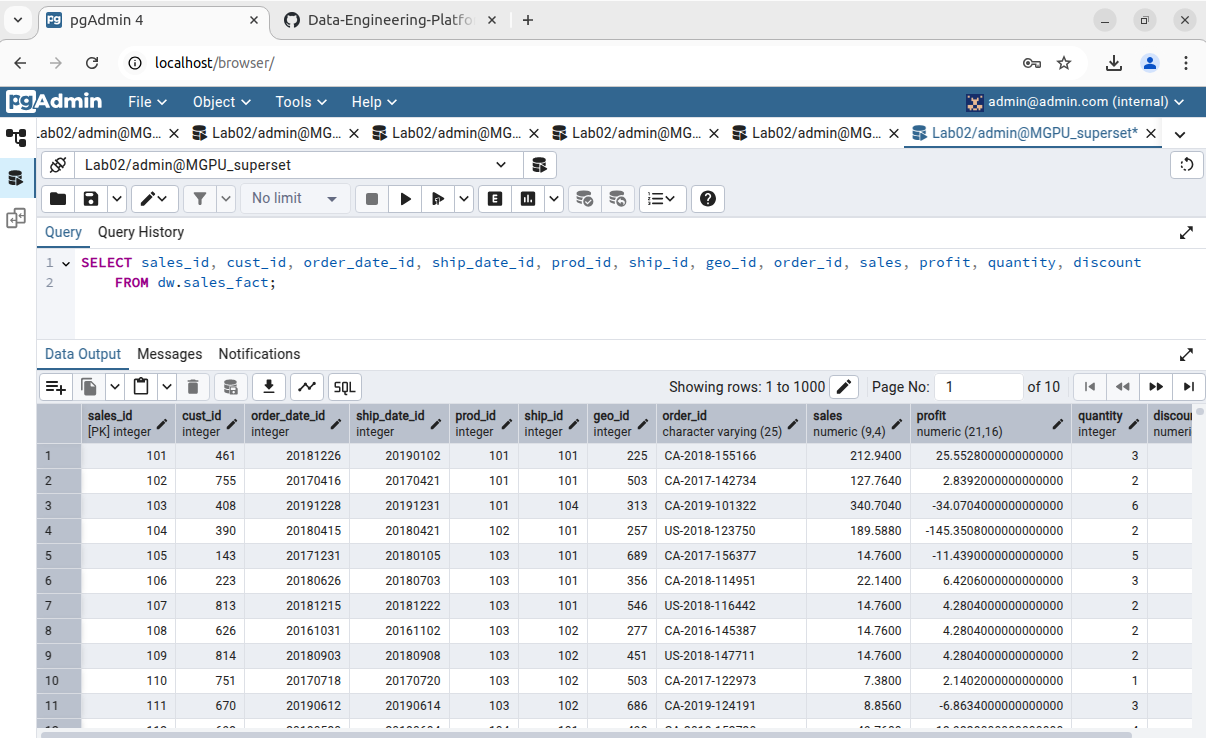 pgAdmin 4
Data-Engineering-Platfo
localhost/browser/
pgAdmin File Object Tools Help admin@admin.com (internal)
Lab02/admin@MG... Lab02/admin@MG... Lab02/admin@MG... Lab02/admin@MG... Lab02/admin@MG... Lab02/admin@MGPU_superset*
Lab02/admin@MGPU_superset
No limit E
Query Query History
1 SELECT sales_id, cust_id, order_date_id, ship_date_id, prod_id, ship_id, geo_id, order_id, sales, profit, quantity, discount
2 FROM dw.sales_fact;
Data Output Messages Notifications
SQL Showing rows: 1 to 1000 Page No: 1 of 10
sales_id cust_id order_date_id ship_date_id prod_id ship_id geo_id order_id sales profit quantity discou
[PK] integer integer integer integer integer integer integer character varying (25) numeric (9,4) numeric (21,16) integer numeri
1 101 461 20181226 20190102 101 101 225 CA-2018-155166 212.9400 25.5528000000000000 3
2 102 755 20170416 20170421 101 101 503 CA-2017-142734 127.7640 2.8392000000000000 2
3 103 408 20191228 20191231 101 104 313 CA-2019-101322 340.7040 -34.0704000000000000 6
4 104 390 20180415 20180421 102 101 257 US-2018-123750 189.5880 -145.3508000000000000 2
5 105 143 20171231 20180105 103 101 689 CA-2017-156377 14.7600 -11.4390000000000000 5
6 106 223 20180626 20180703 103 101 356 CA-2018-114951 22.1400 6.4206000000000000 3
7 107 813 20181215 20181222 103 101 546 US-2018-116442 14.7600 4.2804000000000000 2
8 108 626 20161031 20161102 103 102 277 CA-2016-145387 14.7600 4.2804000000000000 2
9 109 814 20180903 20180908 103 102 451 US-2018-147711 14.7600 4.2804000000000000 2
10 110 751 20170718 20170720 103 102 503 CA-2017-122973 7.3800 2.1402000000000000 1
11 111 670 20190612 20190614 103 102 686 CA-2019-124191 8.8560 -6.8634000000000000 3